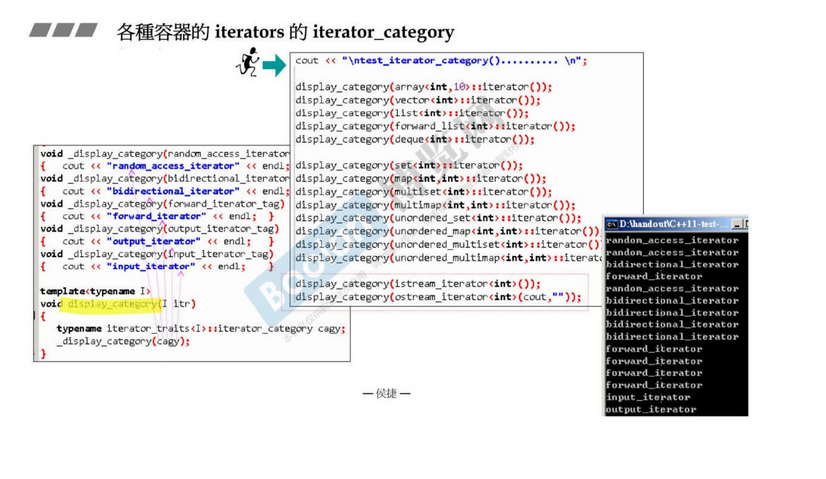 各種容器的 iterators 的 iterator_category
cout << "\ntest_iterator_category().......... \n";
display_category(array<int,10>::iterator());
display_category(vector<int>::iterator());
display_category(list<int>::iterator());
display_category(forward_list<int>::iterator());
display_category(deque<int>::iterator());
display_category(set<int>::iterator());
display_category(map<int,int>::iterator());
display_category(multiset<int>::iterator());
display_category(multimap<int,int>::iterator());
display_category(unordered_set<int>::iterator());
display_category(unordered_map<int,int>::iterator());
display_category(unordered_multiset<int>::iterator()
display_category(unordered_multimap<int,int>::iterato
display_category(istream_iterator<int>());
display_category(ostream_iterator<int>(cout,""));
void _display_category(random_access_iterator
{ cout << "random_access_iterator" << endl;
void _display_category(bidirectional_iterator
{ cout << "bidirectional_iterator" << endl;
void _display_category(forward_iterator_tag)
{ cout << "forward_iterator" << endl; }
void _display_category(output_iterator_tag)
{ cout << "output_iterator" << endl; }
void _display_category(input_iterator_tag)
{ cout << "input_iterator" << endl; }
template<typename I>
void display_category(I itr)
{
typename iterator_traits<I>::iterator_category cagy;
_display_category(cagy);
}
D:\handout\C++11-test-
random_access_iterator
random_access_iterator
bidirectional_iterator
forward_iterator
random_access_iterator
bidirectional_iterator
bidirectional_iterator
bidirectional_iterator
bidirectional_iterator
forward_iterator
forward_iterator
forward_iterator
forward_iterator
input_iterator
output_iterator
— 侯捷 —